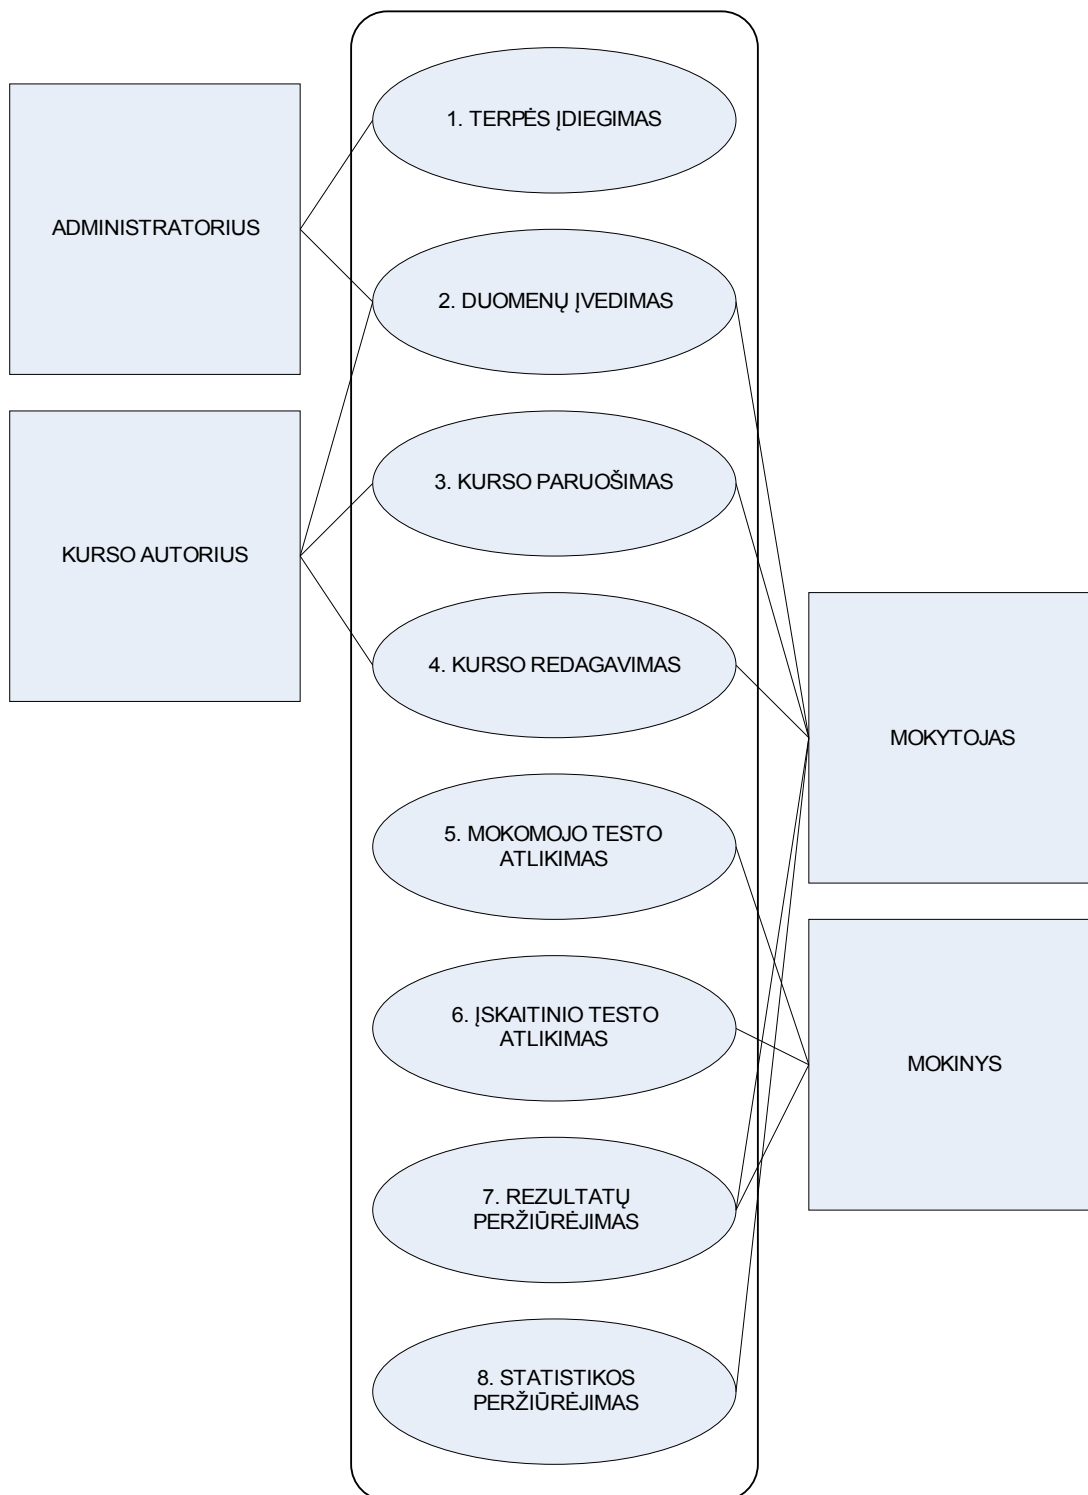 1. TERPĖS ĮDIEGIMAS
ADMINISTRATORIUS
2. DUOMENŲ ĮVEDIMAS
3. KURSO PARUOŠIMAS
KURSO AUTORIUS
4. KURSO REDAGAVIMAS
MOKYTOJAS
5. MOKOMOJO TESTO
ATLIKIMAS
6. ĮSKAITINIO TESTO
ATLIKIMAS
MOKINYS
7. REZULTATŲ
PERŽIŪRĖJIMAS
8. STATISTIKOS
PERŽIŪRĖJIMAS